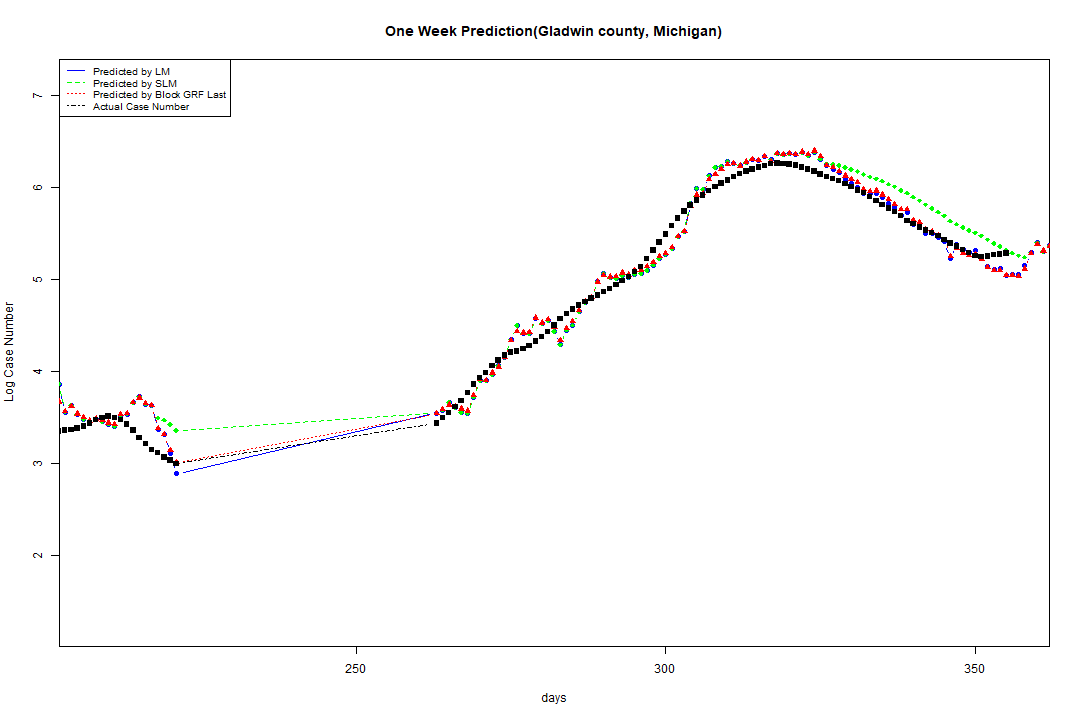 One Week Prediction(Gladwin county, Michigan)
Predicted by LM
Predicted by SLM
Predicted by Block GRF Last
Actual Case Number
7
6
5
4
3
2
Log Case Number
250
300
350
days